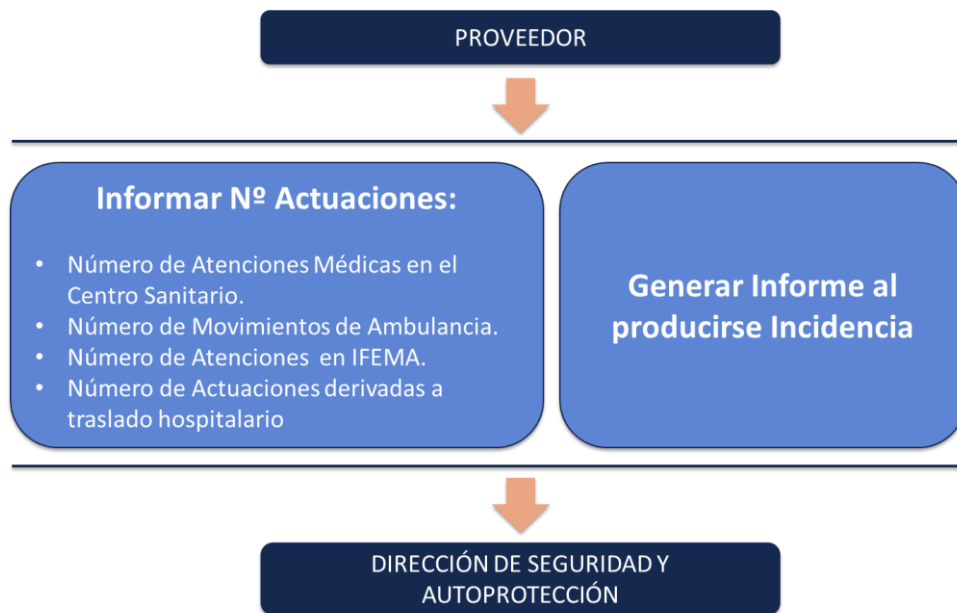 PROVEEDOR
Informar Nº Actuaciones:
• Número de Atenciones Médicas en el
Centro Sanitario.
• Número de Movimientos de Ambulancia.
• Número de Atenciones en IFEMA.
• Número de Actuaciones derivadas a
traslado hospitalario
Generar Informe al
producirse Incidencia
DIRECCIÓN DE SEGURIDAD Y
AUTOPROTECCIÓN